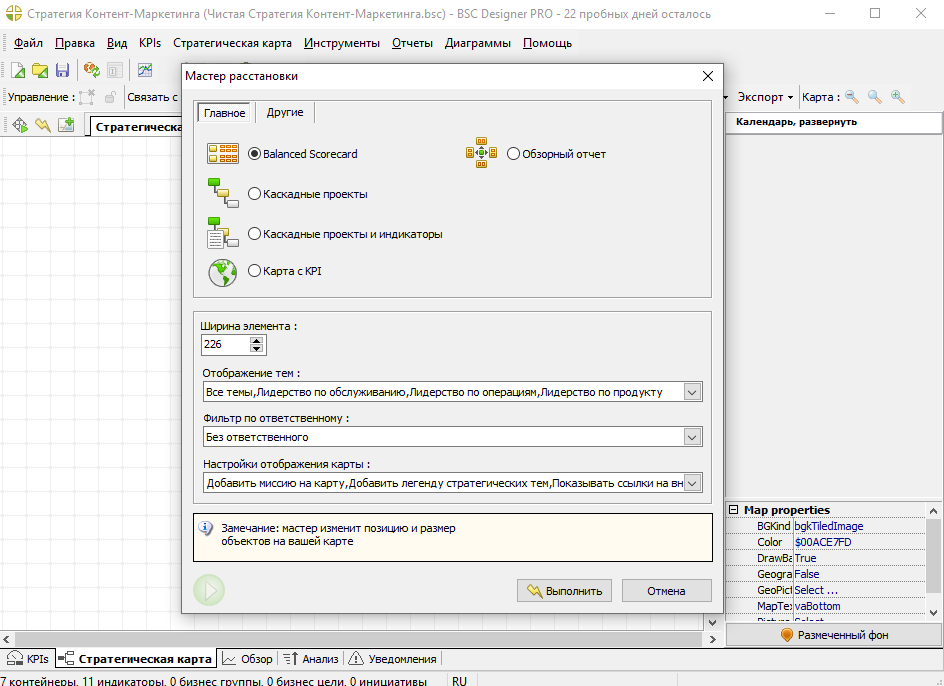 Стратегия Контент-Маркетинга (Чистая Стратегия Контент-Маркетинга.bsc) - BSC Designer PRO - 22 пробных дней осталось
Файл Правка Вид KPIs Стратегическая карта Инструменты Отчеты Диаграммы Помощь
Управление : Связать с Экспорт Карта :
Стратегическа
Календарь, развернуть
Мастер расстановки
Главное Другие
Balanced Scorecard Обзорный отчет
Каскадные проекты
Каскадные проекты и индикаторы
Карта с KPI
Ширина элемента :
226
Отображение тем :
Все темы,Лидерство по обслуживанию,Лидерство по операциям,Лидерство по продукту
Фильтр по ответственному :
Без ответственного
Настройки отображения карты :
Добавить миссию на карту,Добавить легенду стратегических тем,Показывать ссылки на вн
Замечание: мастер изменит позицию и размер
объектов на вашей карте
Выполнить Отмена
Map properties
BGKind bgkTiledImage
Color $00ACE7FD
DrawBa True
Geogra False
GeoPict Select ...
MapTex vaBottom
Размеченный фон
KPIs Стратегическая карта Обзор Анализ Уведомления
7 контейнеры, 11 индикаторы, 0 бизнес группы, 0 бизнес цели, 0 инициативы RU